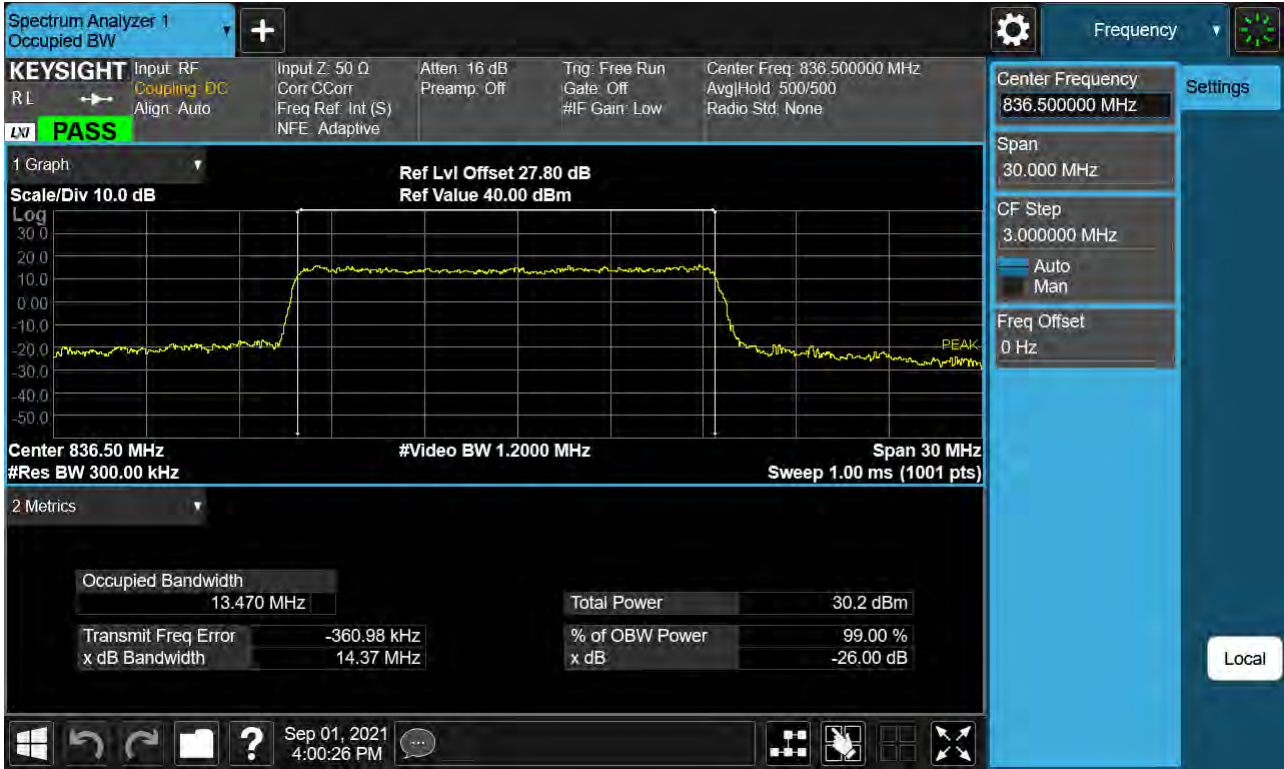 Spectrum Analyzer 1
Occupied BW
+
Frequency
KEYSIGHT
R L
LXI
PASS
Input: RF
Coupling: DC
Align: Auto
Input Z: 50 Ω
Corr CCorr
Freq Ref: Int (S)
NFE: Adaptive
Atten: 16 dB
Preamp: Off
Trig: Free Run
Gate: Off
#IF Gain: Low
Center Freq: 836.500000 MHz
Avg|Hold: 500/500
Radio Std: None
Center Frequency
836.500000 MHz
Settings
Span
30.000 MHz
CF Step
3.000000 MHz
Auto
Man
Freq Offset
0 Hz
Local
1 Graph
Scale/Div 10.0 dB
Ref Lvl Offset 27.80 dB
Ref Value 40.00 dBm
Log
30.0
20.0
10.0
0.00
-10.0
-20.0
-30.0
-40.0
-50.0
PEAK
Center 836.50 MHz
#Video BW 1.2000 MHz
Span 30 MHz
#Res BW 300.00 kHz
Sweep 1.00 ms (1001 pts)
2 Metrics
Occupied Bandwidth
13.470 MHz
Total Power 30.2 dBm
Transmit Freq Error -360.98 kHz
% of OBW Power 99.00 %
x dB Bandwidth 14.37 MHz
x dB -26.00 dB
?
Sep 01, 2021
4:00:26 PM